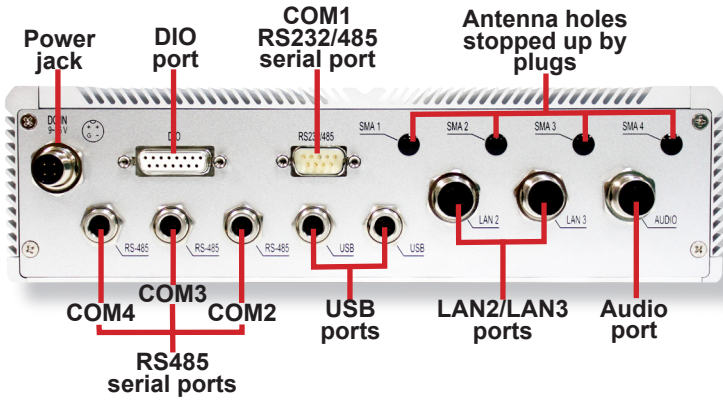 COM1
RS232/485
serial port
Antenna holes
stopped up by
plugs
Power
jack
DIO
port
DC IN
DIO
RS232/485
SMA 1
SMA 2
SMA 3
SMA 4
LAN 2
LAN 3
AUDIO
RS-485
RS-485
RS-485
USB
USB
COM4
COM3
COM2
USB
ports
LAN2/LAN3
ports
Audio
port
RS485
serial ports